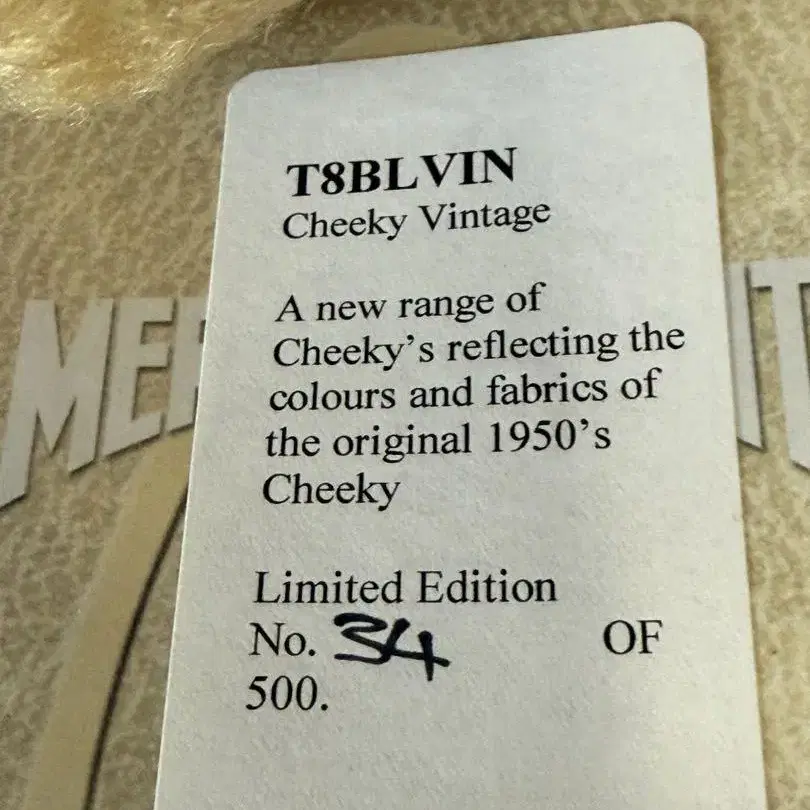 T8BLVIN
Cheeky Vintage
A new range of
Cheeky's reflecting the
colours and fabrics of
the original 1950's
Cheeky
Limited Edition
No. 34 OF
500.